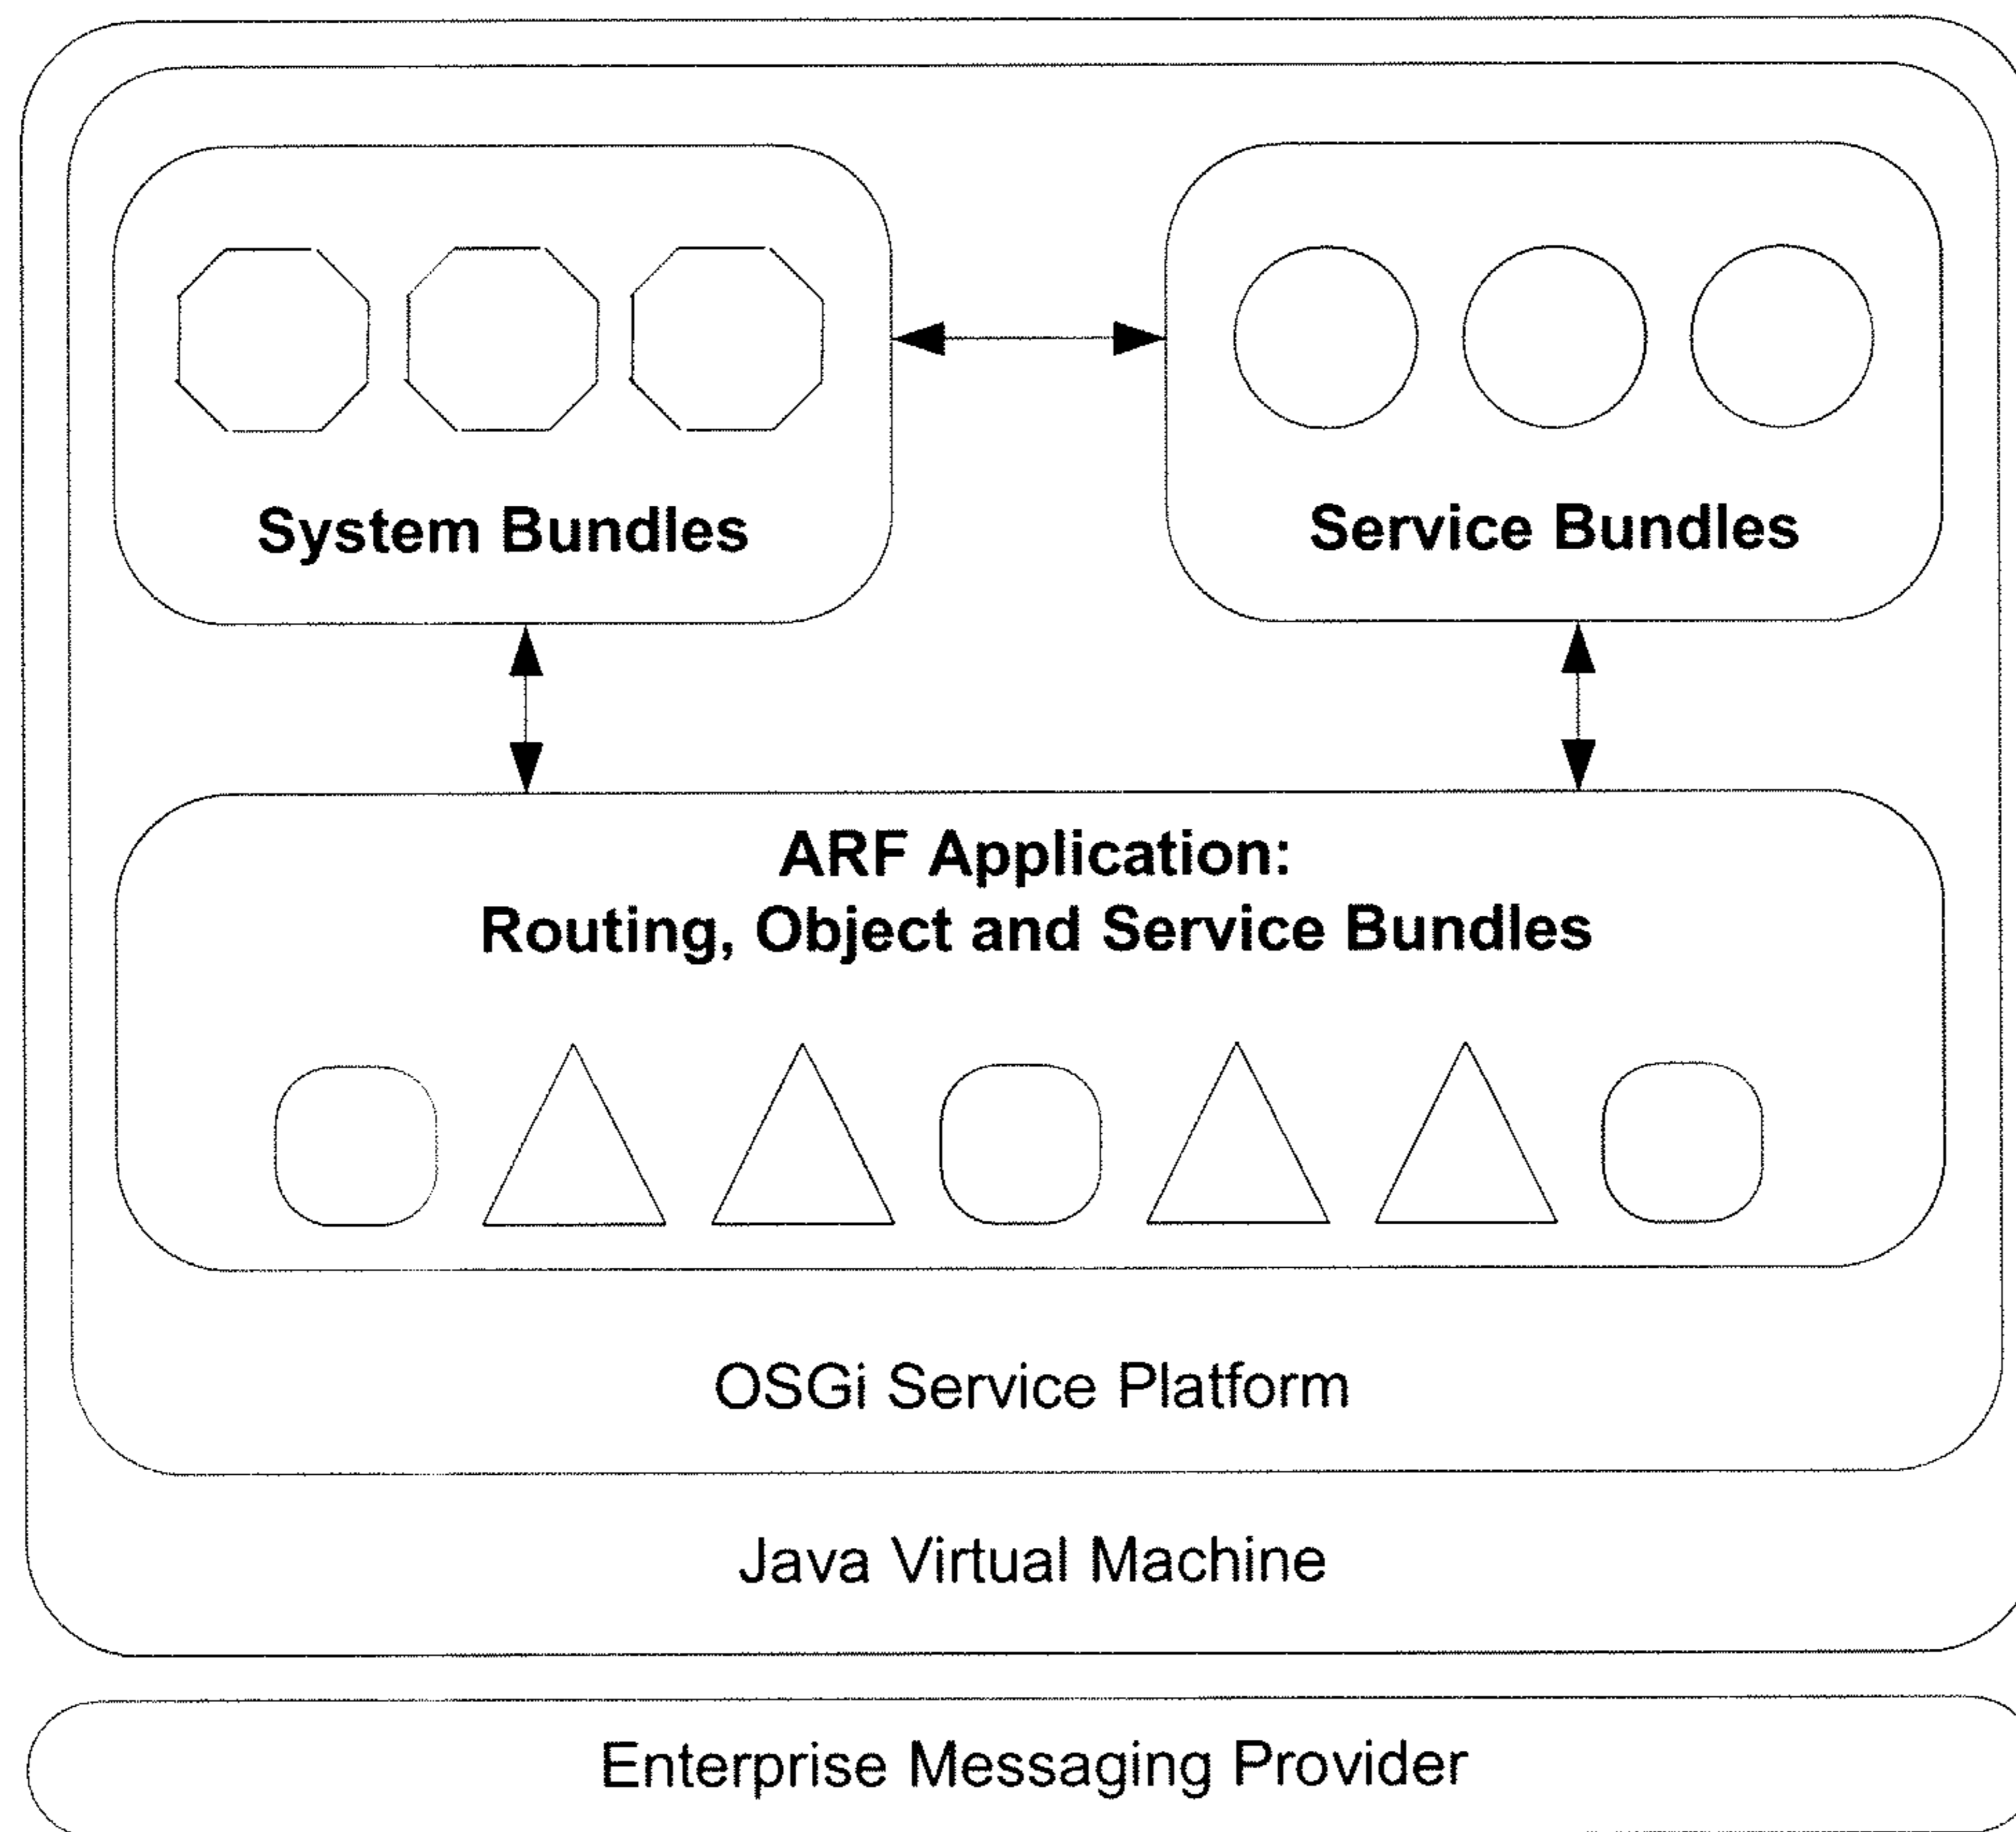 System Bundles
Service Bundles
ARF Application:
Routing, Object and Service Bundles
OSGi Service Platform
Java Virtual Machine
Enterprise Messaging Provider